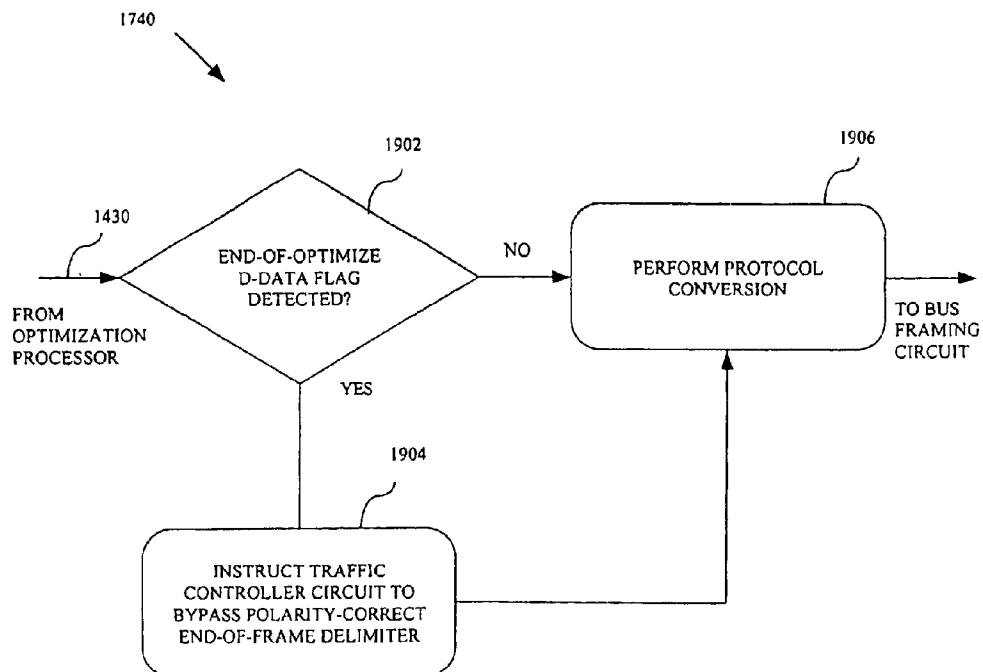 1740
1902
1906
1430
END-OF-OPTIMIZE
D-DATA FLAG
DETECTED?
NO
PERFORM PROTOCOL
CONVERSION
FROM
OPTIMIZATION
PROCESSOR
TO BUS
FRAMING
CIRCUIT
YES
1904
INSTRUCT TRAFFIC
CONTROLLER CIRCUIT TO
BYPASS POLARITY-CORRECT
END-OF-FRAME DELIMITER